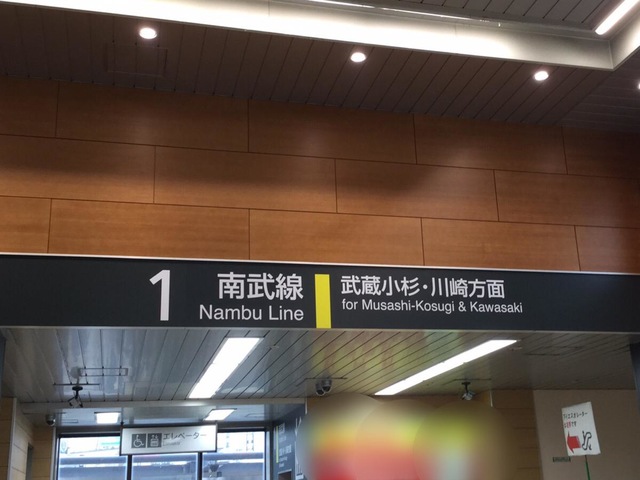 1
南武線
Nambu Line
武蔵小杉・川崎方面
for Musashi-Kosugi & Kawasaki
エレベーター